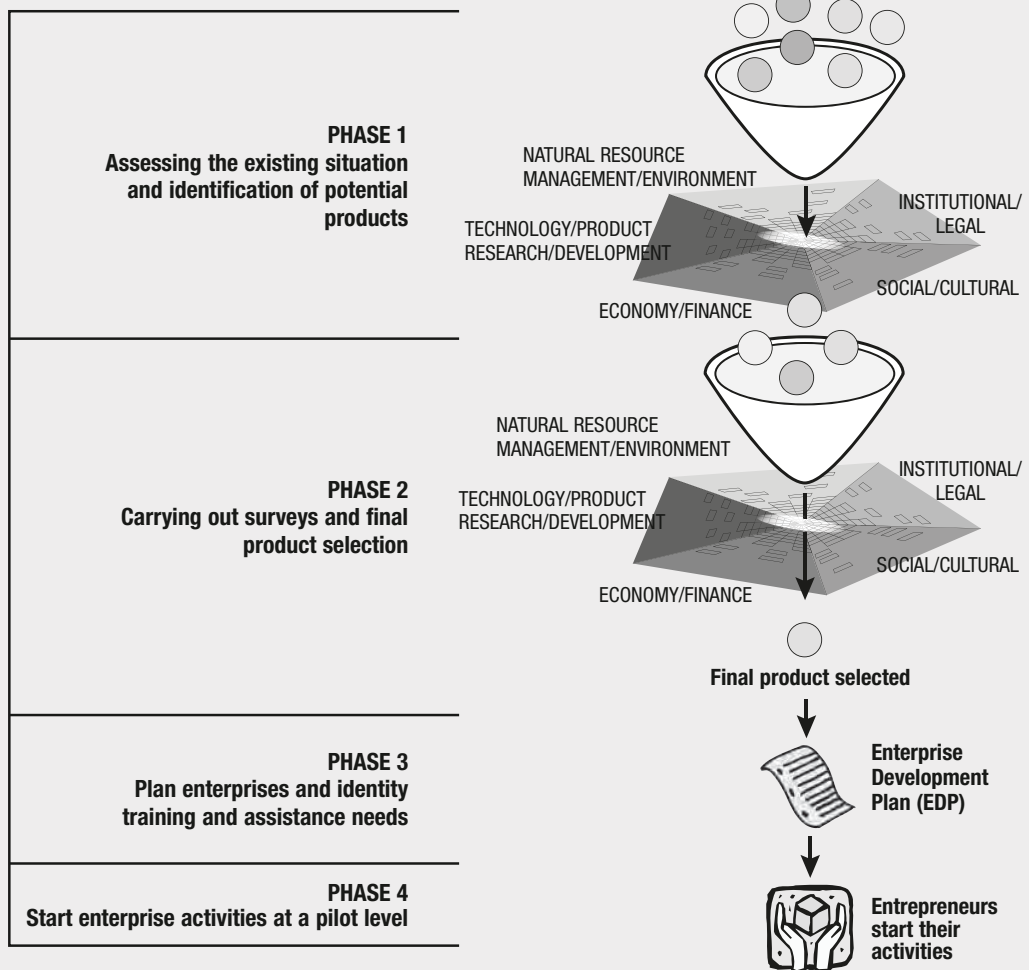 PHASE 1
Assessing the existing situation
and identification of potential
products
NATURAL RESOURCE
MANAGEMENT/ENVIRONMENT
INSTITUTIONAL/
LEGAL
TECHNOLOGY/PRODUCT
RESEARCH/DEVELOPMENT
SOCIAL/CULTURAL
ECONOMY/FINANCE
PHASE 2
Carrying out surveys and final
product selection
NATURAL RESOURCE
MANAGEMENT/ENVIRONMENT
INSTITUTIONAL/
LEGAL
TECHNOLOGY/PRODUCT
RESEARCH/DEVELOPMENT
SOCIAL/CULTURAL
ECONOMY/FINANCE
Final product selected
PHASE 3
Plan enterprises and identity
training and assistance needs
Enterprise
Development
Plan (EDP)
PHASE 4
Start enterprise activities at a pilot level
Entrepreneurs
start their
activities